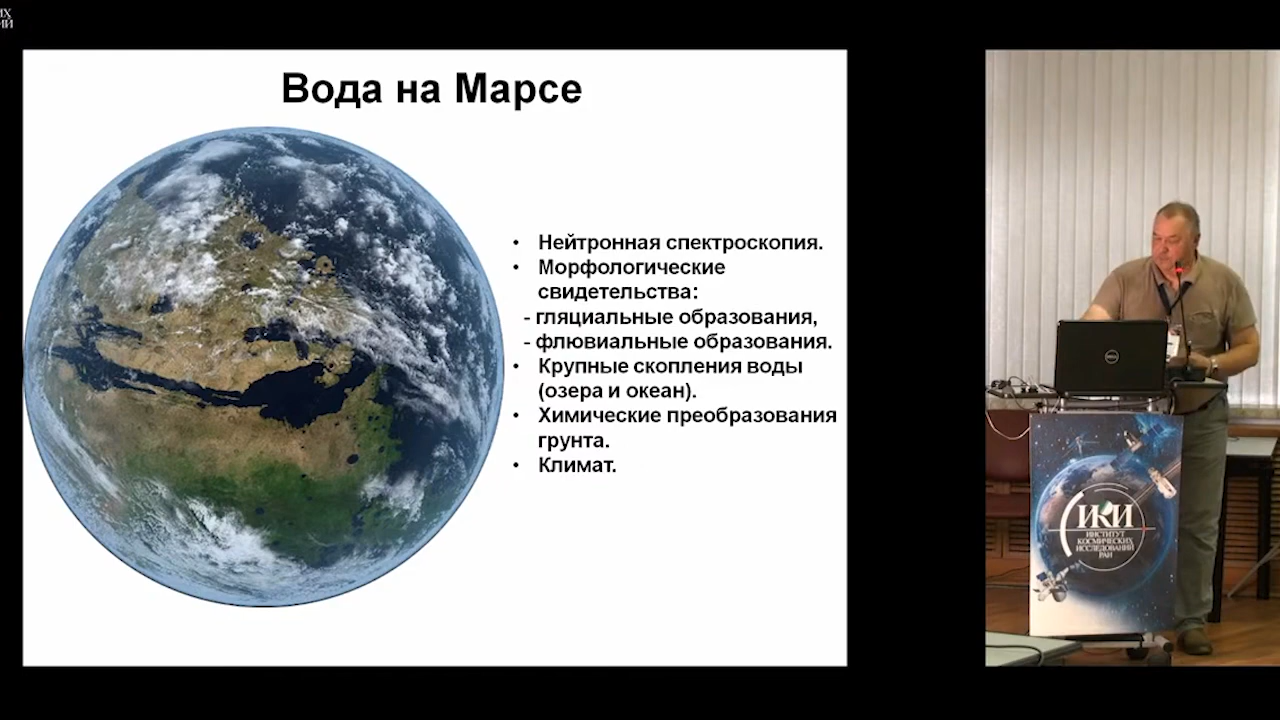 Вода на Марсе
• Нейтронная спектроскопия.
• Морфологические
свидетельства:
- гляциальные образования,
- флювиальные образования.
• Крупные скопления воды
(озера и океан).
• Химические преобразования
грунта.
• Климат.
ИКИ
ИНСТИТУТ
КОСМИЧЕСКИХ
ИССЛЕДОВАНИЙ
РАН